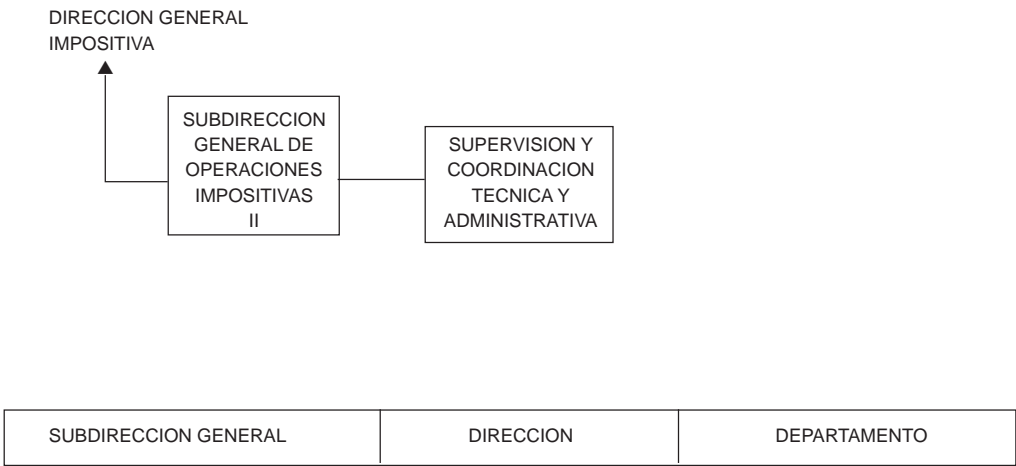 DIRECCION GENERAL
IMPOSITIVA
SUBDIRECCION
GENERAL DE
OPERACIONES
IMPOSITIVAS
II
SUPERVISION Y
COORDINACION
TECNICA Y
ADMINISTRATIVA
SUBDIRECCION GENERAL DIRECCION DEPARTAMENTO